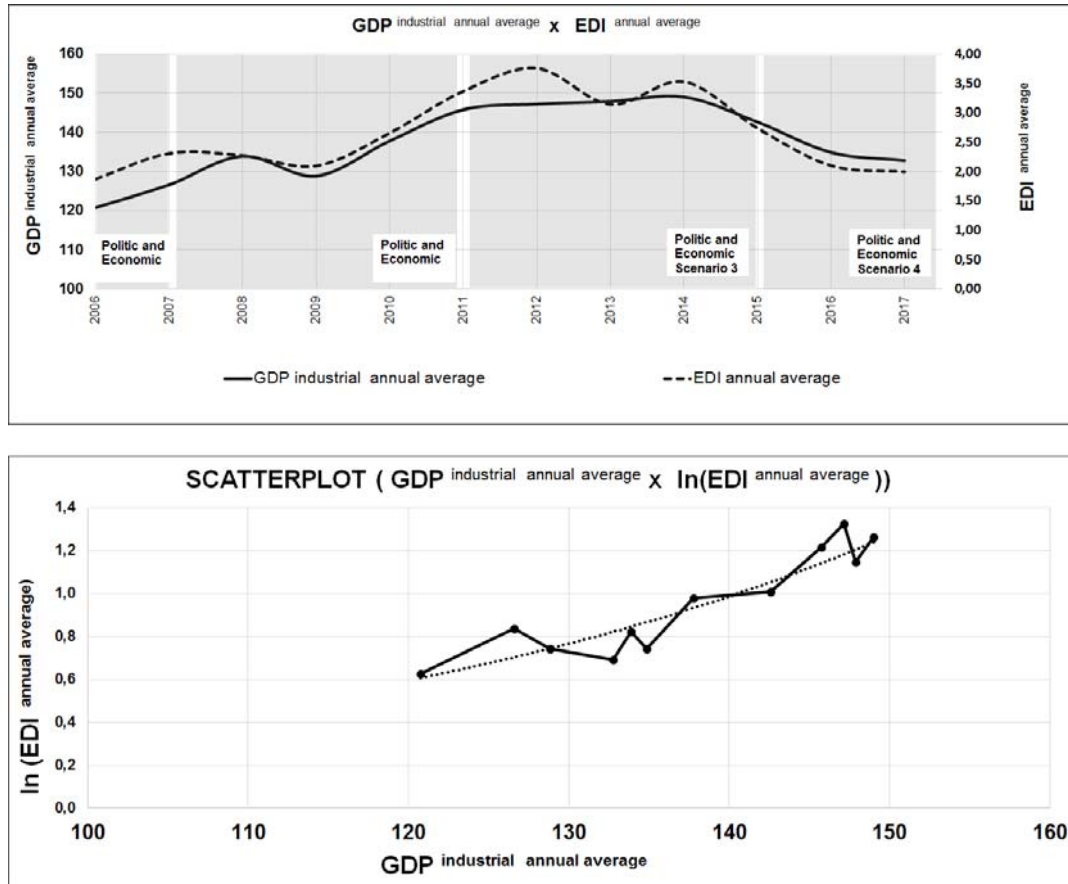 GDP industrial annual average x EDI annual average
160
150
140
130
120
110
100
GDP industrial annual average
4,00
3,50
3,00
2,50
2,00
1,50
1,00
0,50
0,00
EDI annual average
Politic and
Economic
Politic and
Economic
Politic and
Economic
Scenario 3
Politic and
Economic
Scenario 4
2006
2007
2008
2009
2010
2011
2012
2013
2014
2015
2016
2017
GDP industrial annual average
EDI annual average
SCATTERPLOT ( GDP industrial annual average x ln(EDI annual average ))
1,4
1,2
1,0
0,8
0,6
0,4
0,2
0,0
ln (EDI annual average)
100
110
120
130
140
150
160
GDP industrial annual average